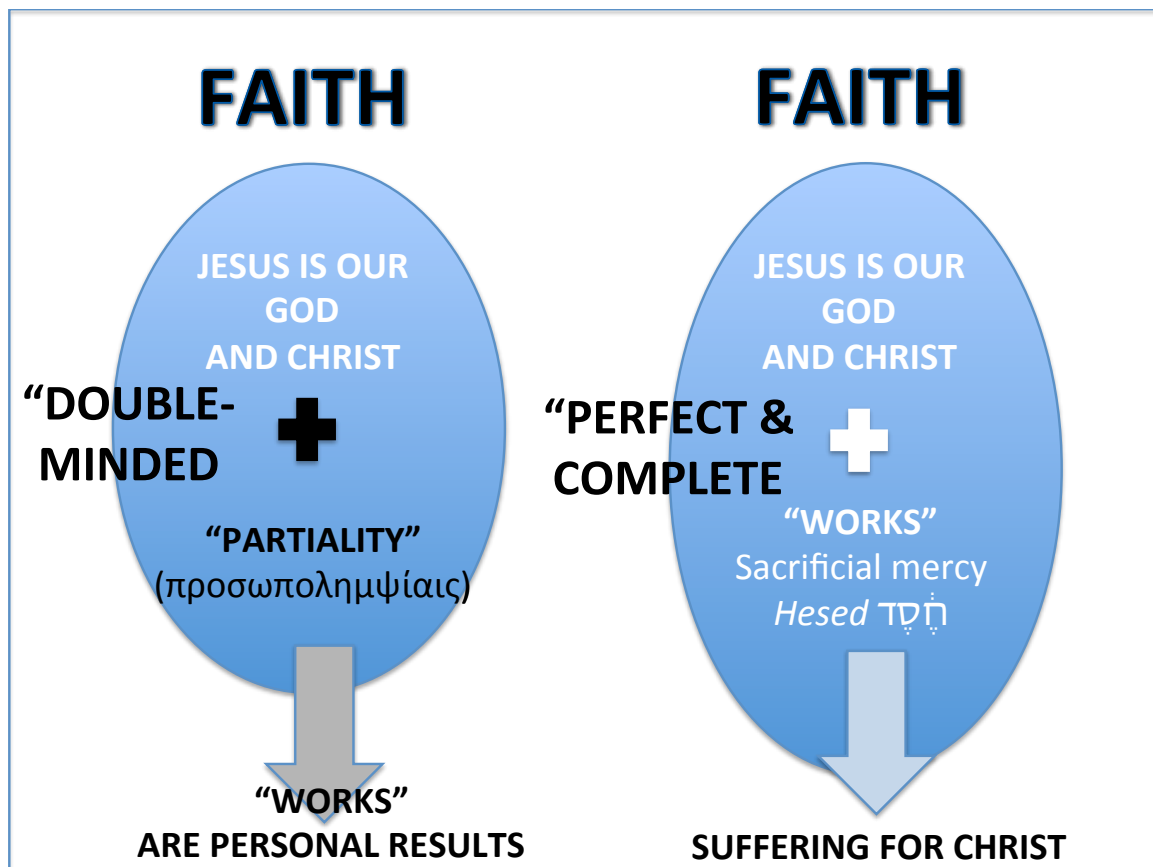 FAITH
JESUS IS OUR
GOD
AND CHRIST
“DOUBLE-
MINDED
“PARTIALITY”
(προσωπολημψίαις)
“WORKS”
ARE PERSONAL RESULTS
FAITH
JESUS IS OUR
GOD
AND CHRIST
“PERFECT &
COMPLETE
“WORKS”
Sacrificial mercy
Hesed חֶ֔סֶד
SUFFERING FOR CHRIST